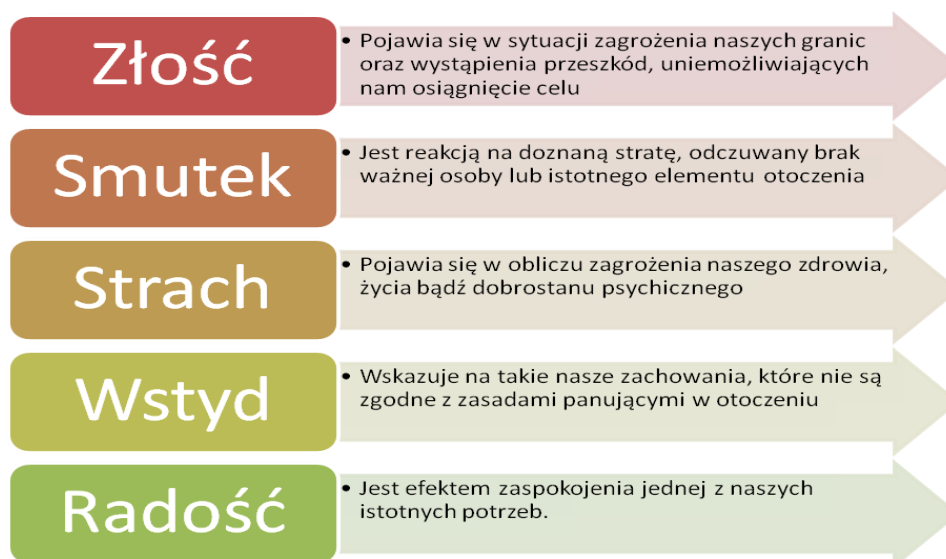 Złość
• Pojawia się w sytuacji zagrożenia naszych granic
oraz wystąpienia przeszkód, uniemożliwiających
nam osiągnięcie celu
Smutek
• Jest reakcją na doznaną stratę, odczuwany brak
ważnej osoby lub istotnego elementu otoczenia
Strach
• Pojawia się w obliczu zagrożenia naszego zdrowia,
życia bądź dobrostanu psychicznego
Wstyd
• Wskazuje na takie nasze zachowania, które nie są
zgodne z zasadami panującymi w otoczeniu
Radość
• Jest efektem zaspokojenia jednej z naszych
istotnych potrzeb.